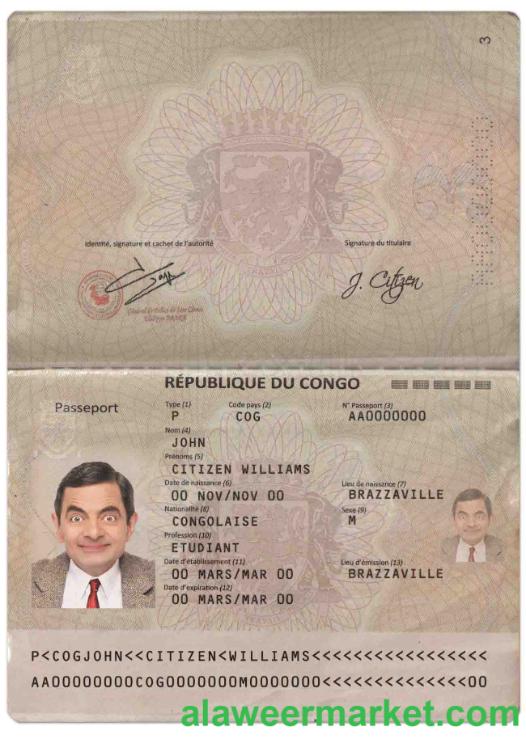 3
Identité, signature et cachet de l'autorité
Signature du titulaire
J. Citizen
RÉPUBLIQUE DU CONGO
Passeport
Type (1) Code pays (2) N° Passeport (3)
P COG AA0000000
Nom (4)
JOHN
Prénoms (5)
CITIZEN WILLIAMS
Date de naissance (6) Lieu de naissance (7)
00 NOV/NOV 00 BRAZZAVILLE
Nationalité (8) Sexe (9)
CONGOLAISE M
Profession (10)
ETUDIANT
Date d'établissement (11) Lieu d'émission (13)
00 MARS/MAR 00 BRAZZAVILLE
Date d'expiration (12)
00 MARS/MAR 00
P<COGJOHN<<CITIZEN<WILLIAMS<<<<<<<<<<<<<<<<<
AA00000000COG0000000M0000000<<<<<<<<<<<<<<00
alaweermarket.com